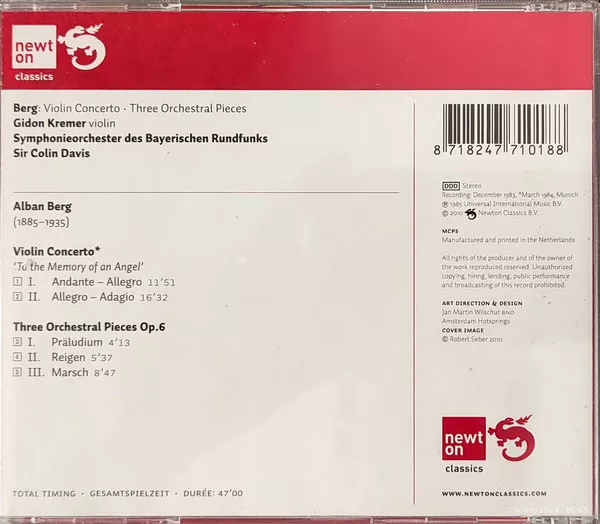 newt
on
classics
Berg: Violin Concerto · Three Orchestral Pieces
Gidon Kremer violin
Symphonieorchester des Bayerischen Rundfunks
Sir Colin Davis
Alban Berg
(1885–1935)
Violin Concerto*
'To the Memory of an Angel'
1 I. Andante – Allegro 11'51
2 II. Allegro – Adagio 16'32
Three Orchestral Pieces Op.6
3 I. Präludium 4'13
4 II. Reigen 5'37
5 III. Marsch 8'47
TOTAL TIMING · GESAMTSPIELZEIT · DURÉE: 47'00
8 718247 710188
DDD Stereo
Recording: December 1983, *March 1984, Munich
℗ 1985 Universal International Music B.V.
© 2010 Newton Classics B.V.
MCPS
Manufactured and printed in the Netherlands
All rights of the producer and of the owner of
the work reproduced reserved. Unauthorized
copying, hiring, lending, public performance
and broadcasting of this record prohibited.
ART DIRECTION & DESIGN
Jan Martin Wilschut BNO
Amsterdam Hotsprings
COVER IMAGE
© Robert Seber 2010
newt
on
classics
WWW.NEWTONCLASSICS.COM